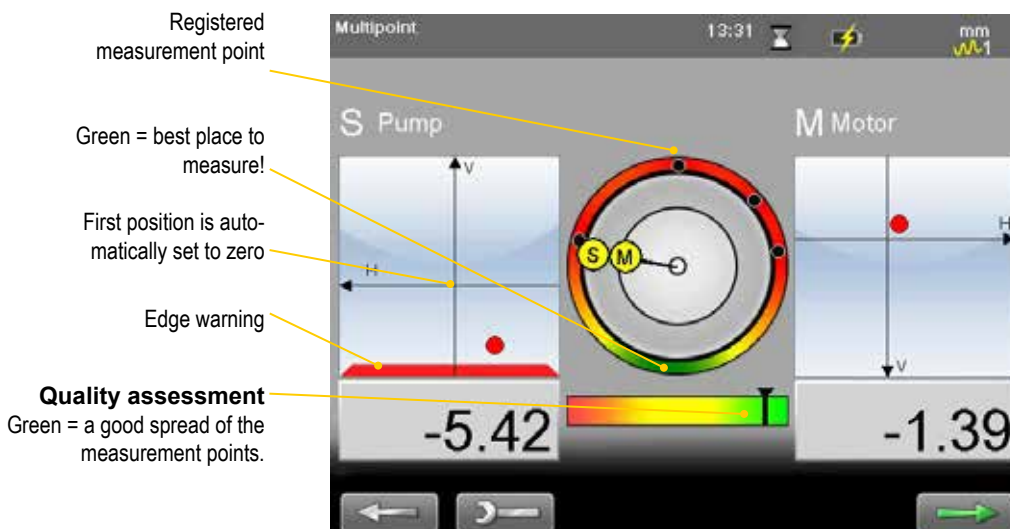 Registered
measurement point
Green = best place to
measure!
First position is auto-
matically set to zero
Edge warning
Quality assessment
Green = a good spread of the
measurement points.
Multipoint
13:31
mm
1
S Pump
M Motor
V
H
S
M
H
V
-5.42
-1.39